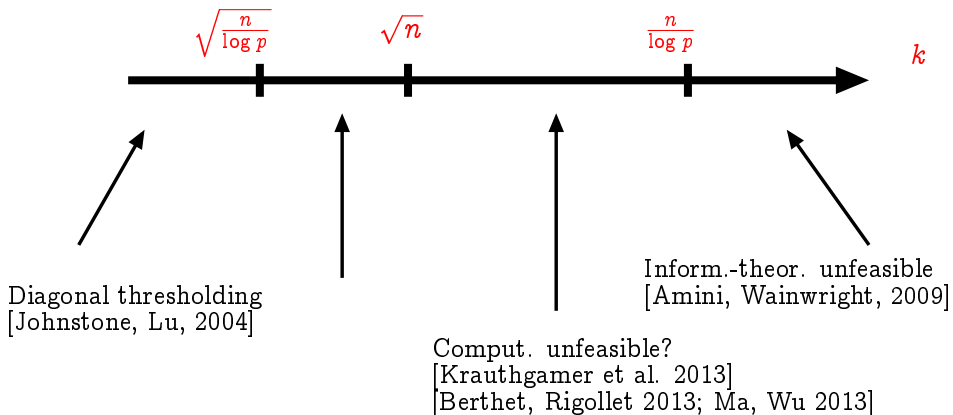 √(n/log p)
√n
n/log p
k
Diagonal thresholding
[Johnstone, Lu, 2004]
Inform.-theor. unfeasible
[Amini, Wainwright, 2009]
Comput. unfeasible?
[Krauthgamer et al. 2013]
[Berthet, Rigollet 2013; Ma, Wu 2013]